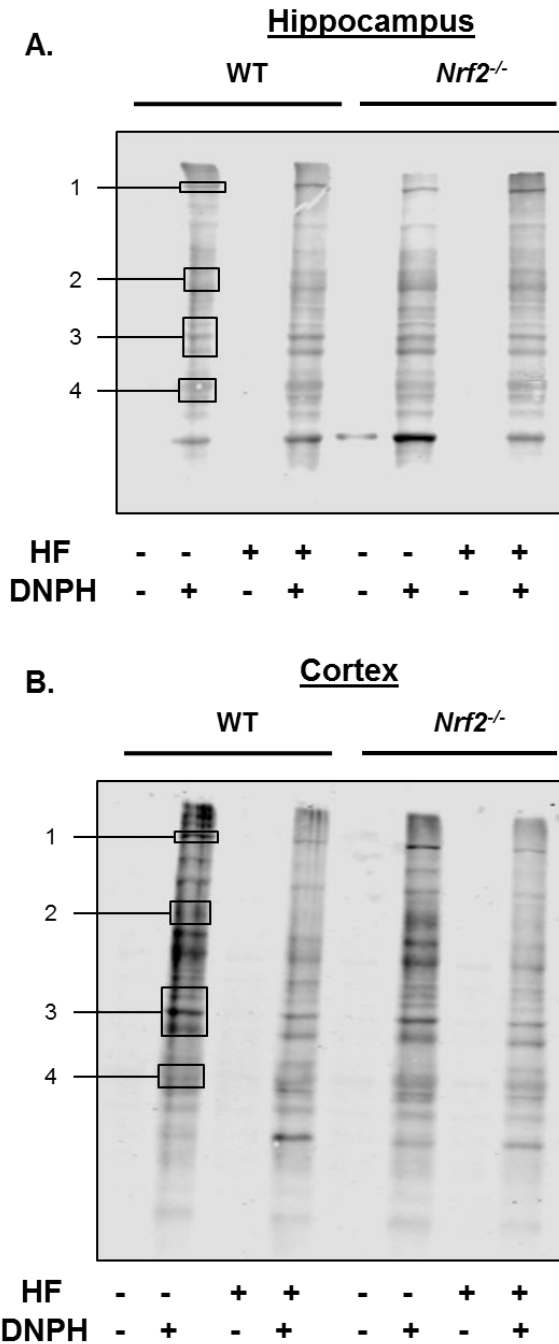 A.
Hippocampus
WT Nrf2-/-
1
2
3
4
HF - - + + - - + +
DNPH - + - + - + - +
B.
Cortex
WT Nrf2-/-
1
2
3
4
HF - - + + - - + +
DNPH - + - + - + - +